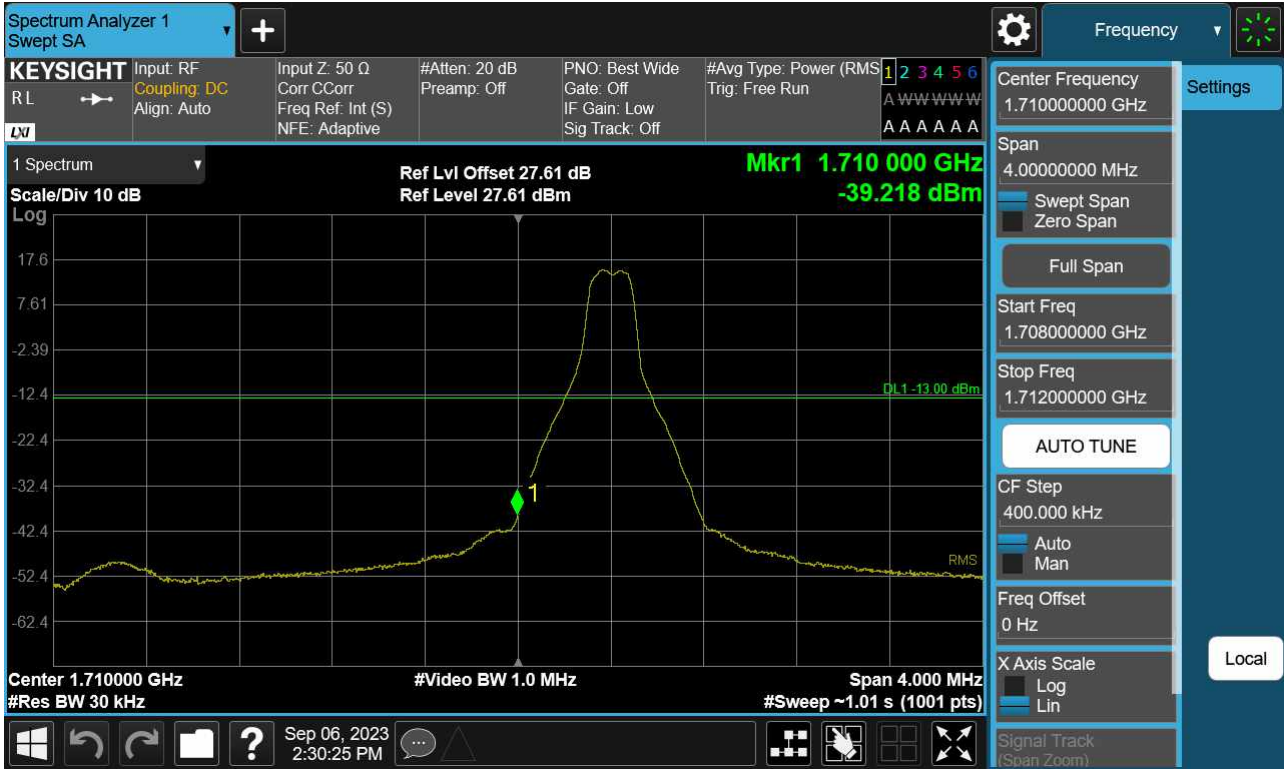 Spectrum Analyzer 1
Swept SA
Frequency
KEYSIGHT
R L
LXI
Input: RF
Coupling: DC
Align: Auto
Input Z: 50 Ω
Corr CCorr
Freq Ref: Int (S)
NFE: Adaptive
#Atten: 20 dB
Preamp: Off
PNO: Best Wide
Gate: Off
IF Gain: Low
Sig Track: Off
#Avg Type: Power (RMS
Trig: Free Run
1 2 3 4 5 6
A W W W W W
A A A A A A
1 Spectrum
Scale/Div 10 dB
Log
Ref Lvl Offset 27.61 dB
Ref Level 27.61 dBm
Mkr1 1.710 000 GHz
-39.218 dBm
17.6
7.61
-2.39
-12.4
-22.4
-32.4
-42.4
-52.4
-62.4
DL1 -13.00 dBm
1
RMS
Center 1.710000 GHz
#Res BW 30 kHz
#Video BW 1.0 MHz
Span 4.000 MHz
#Sweep ~1.01 s (1001 pts)
Center Frequency
1.710000000 GHz
Settings
Span
4.00000000 MHz
Swept Span
Zero Span
Full Span
Start Freq
1.708000000 GHz
Stop Freq
1.712000000 GHz
AUTO TUNE
CF Step
400.000 kHz
Auto
Man
Freq Offset
0 Hz
X Axis Scale
Log
Lin
Local
Signal Track
(Span Zoom)
?
Sep 06, 2023
2:30:25 PM